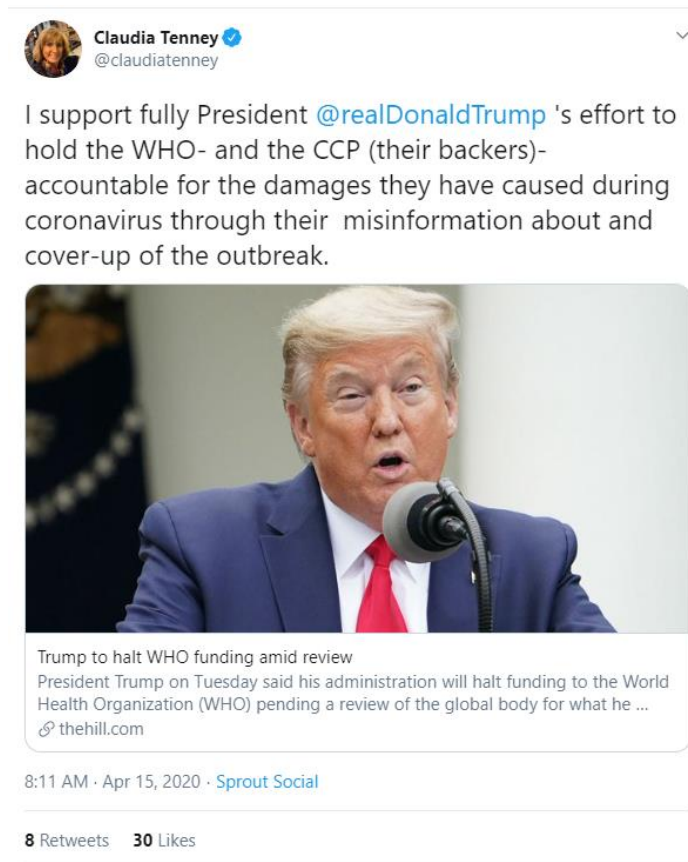 Claudia Tenney
@claudiatenney
I support fully President @realDonaldTrump 's effort to
hold the WHO- and the CCP (their backers)-
accountable for the damages they have caused during
coronavirus through their  misinformation about and
cover-up of the outbreak.
Trump to halt WHO funding amid review
President Trump on Tuesday said his administration will halt funding to the World
Health Organization (WHO) pending a review of the global body for what he ...
thehill.com
8:11 AM · Apr 15, 2020 · Sprout Social
8 Retweets 30 Likes